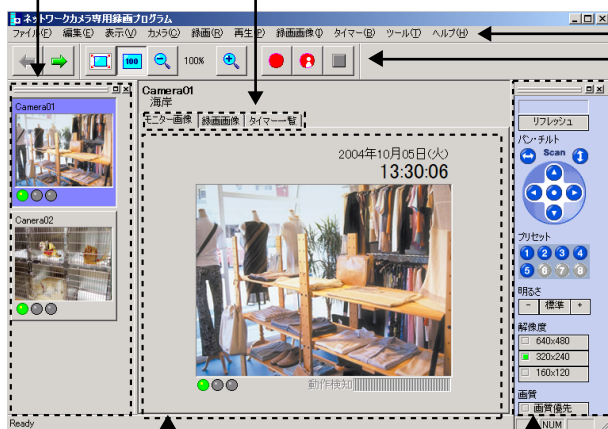 ネットワークカメラ専用録画プログラム
ファイル(F) 編集(E) 表示(V) カメラ(C) 録画(R) 再生(P) 録画画像(I) タイマー(B) ツール(T) ヘルプ(H)
100 100%
Camera01
海岸
モニター画像 録画画像 タイマー一覧
Camera01
Canera02
2004年10月05日(火)
13:30:06
動作検知
リフレッシュ
パン・チルト
Scan
プリセット
1 2 3 4
5 6 7 8
明るさ
- 標準 +
解像度
640x480
320x240
160x120
画質
画質優先
Ready
NUM